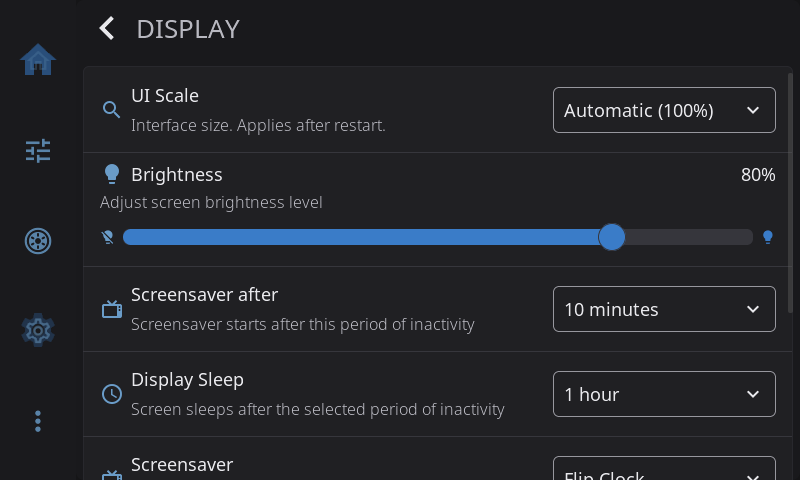 DISPLAY
UI Scale
Interface size. Applies after restart.
Automatic (100%)
Brightness
80%
Adjust screen brightness level
Screensaver after
Screensaver starts after this period of inactivity
10 minutes
Display Sleep
Screen sleeps after the selected period of inactivity
1 hour
Screensaver
Flip Clock